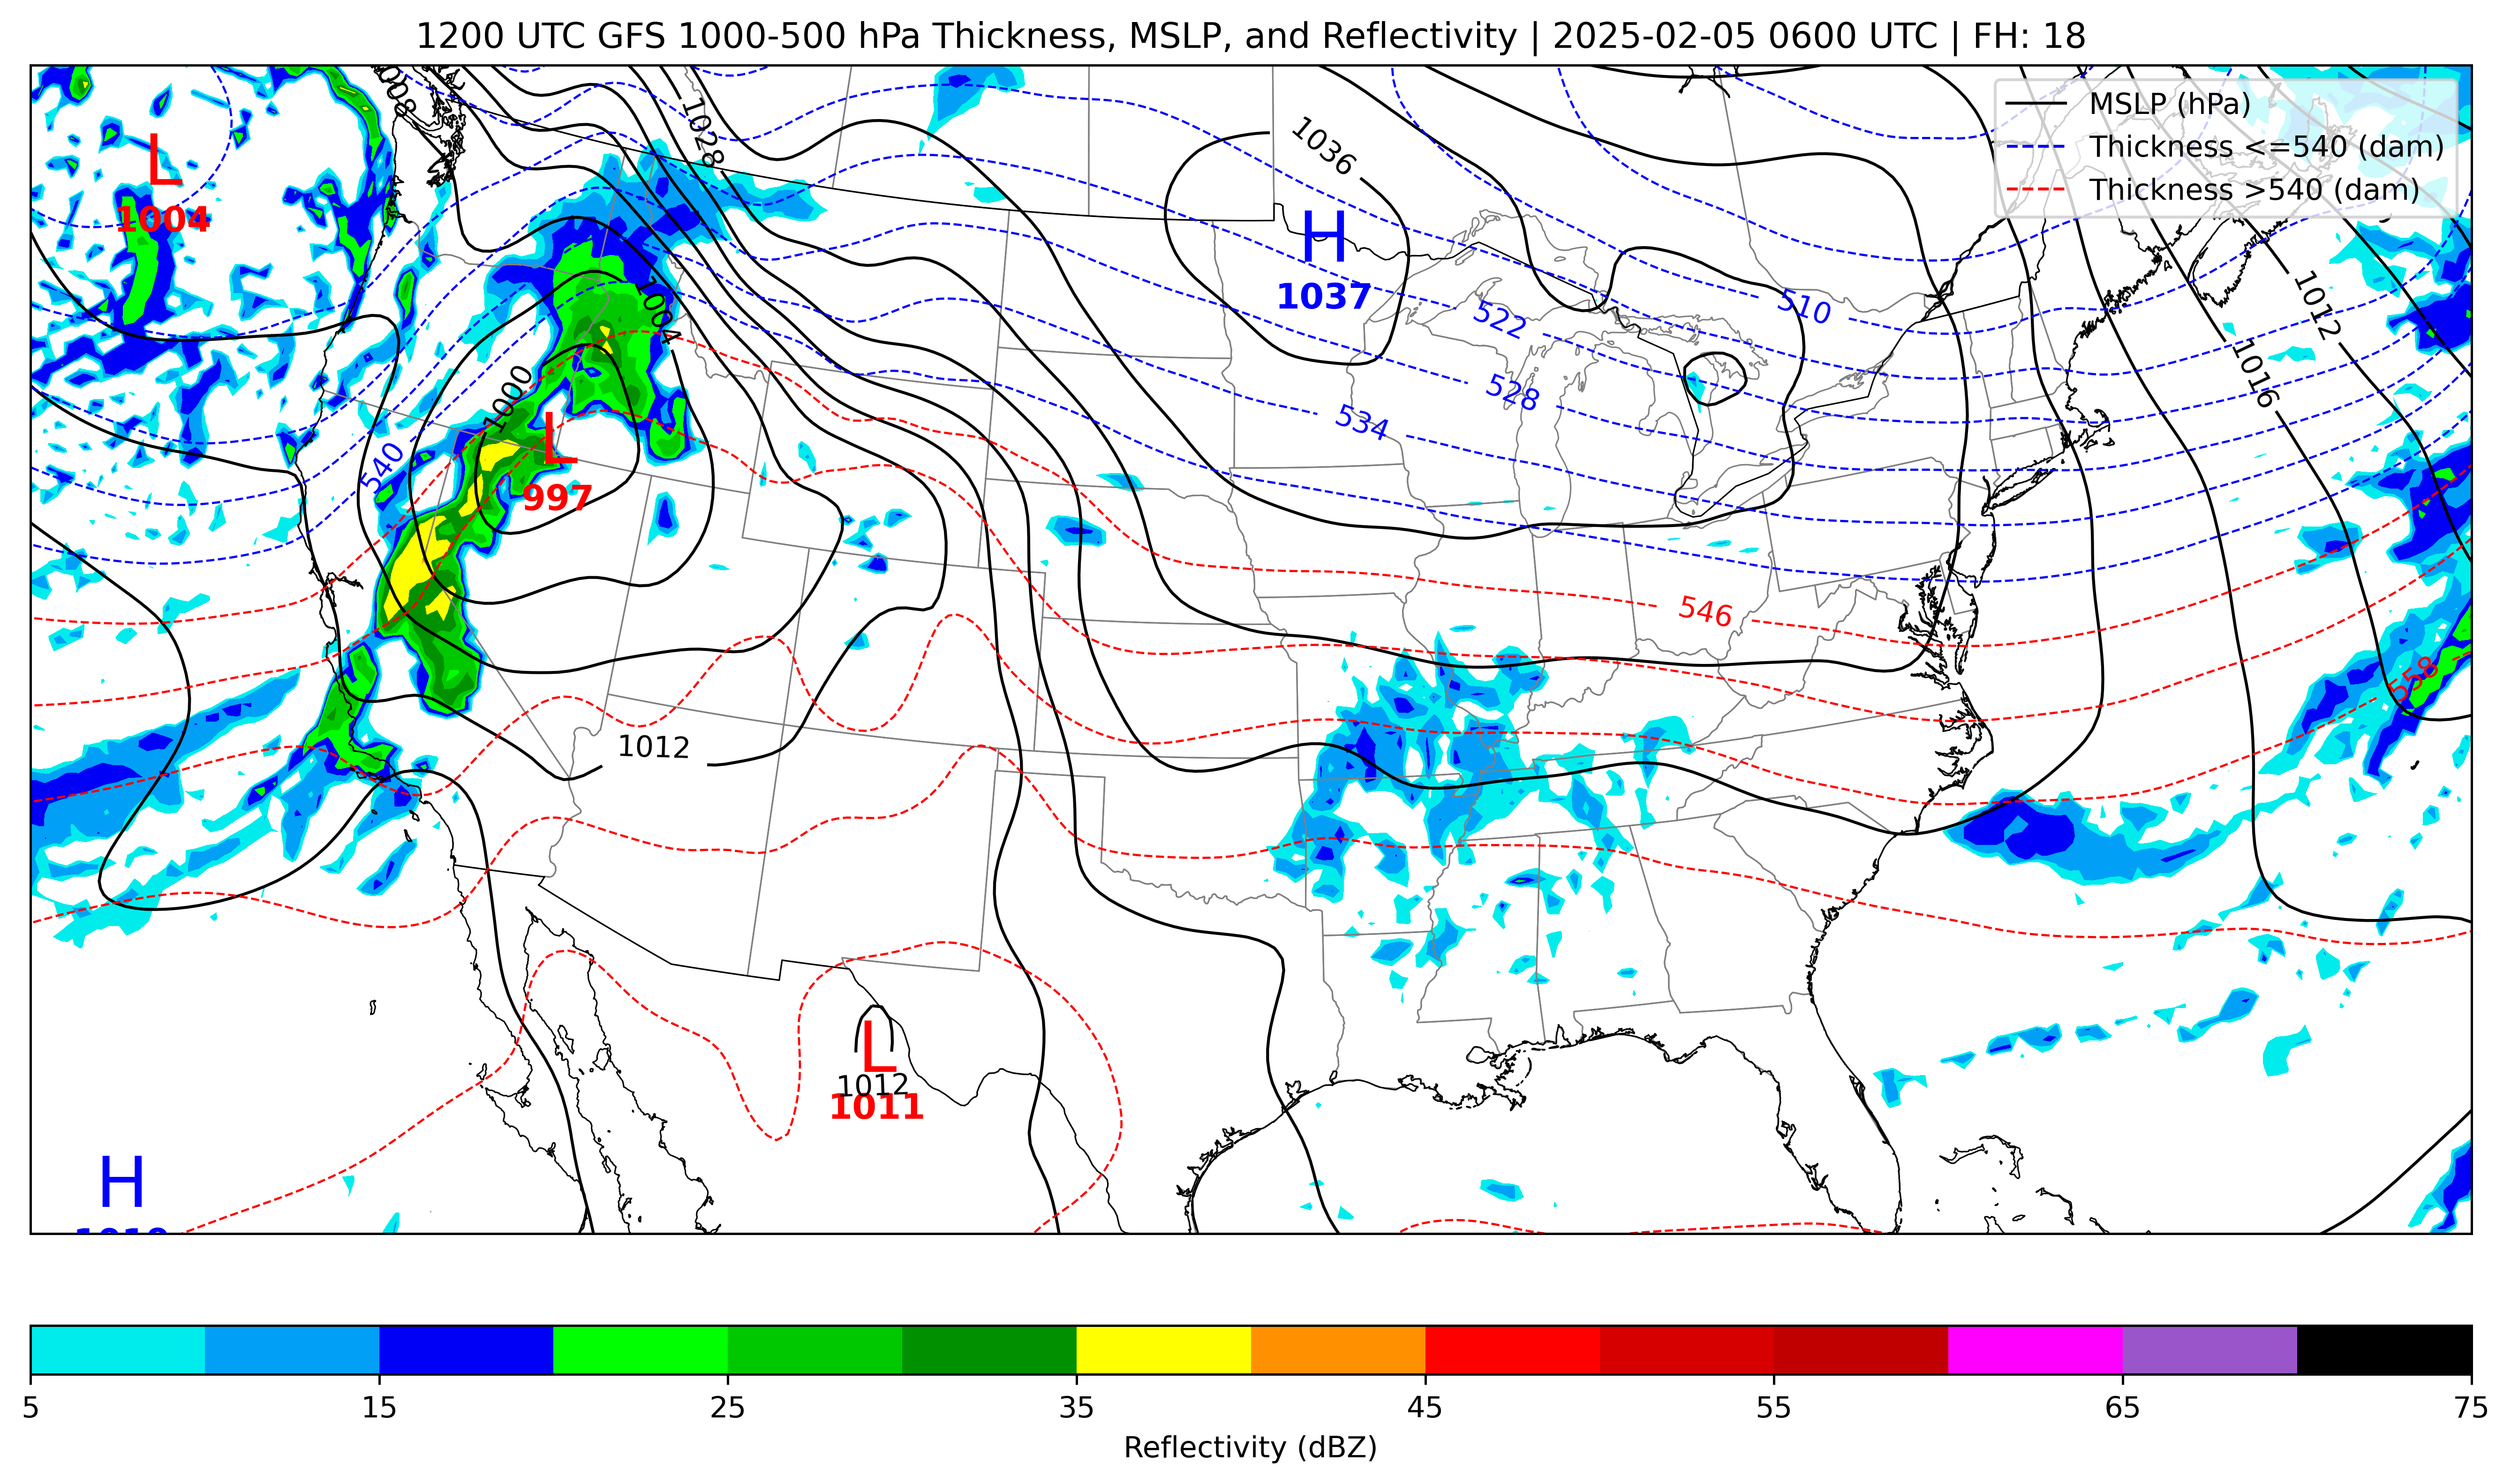 1200 UTC GFS 1000-500 hPa Thickness, MSLP, and Reflectivity | 2025-02-05 0600 UTC | FH: 18
MSLP (hPa)
Thickness <=540 (dam)
Thickness >540 (dam)
1028
1036
L
1004
H
1037
1004
510
522
528
534
1012
1016
1000
L
997
540
546
558
1012
L
1012
1011
H
5 15 25 35 45 55 65 75
Reflectivity (dBZ)